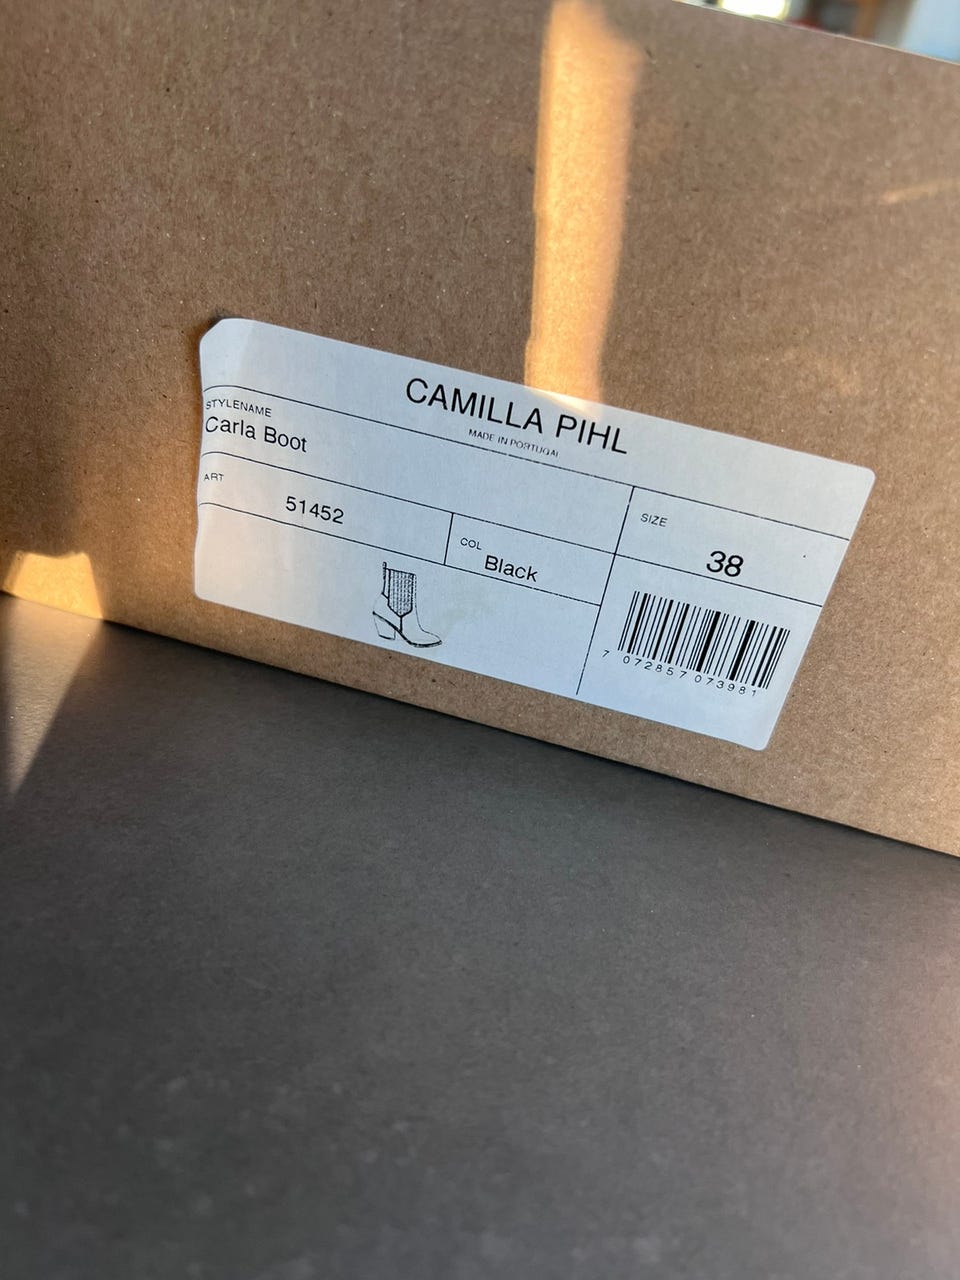 CAMILLA PIHL
MADE IN PORTUGAL
STYLENAME
Carla Boot
ART
51452
COL
Black
SIZE
38
7 072857 073981